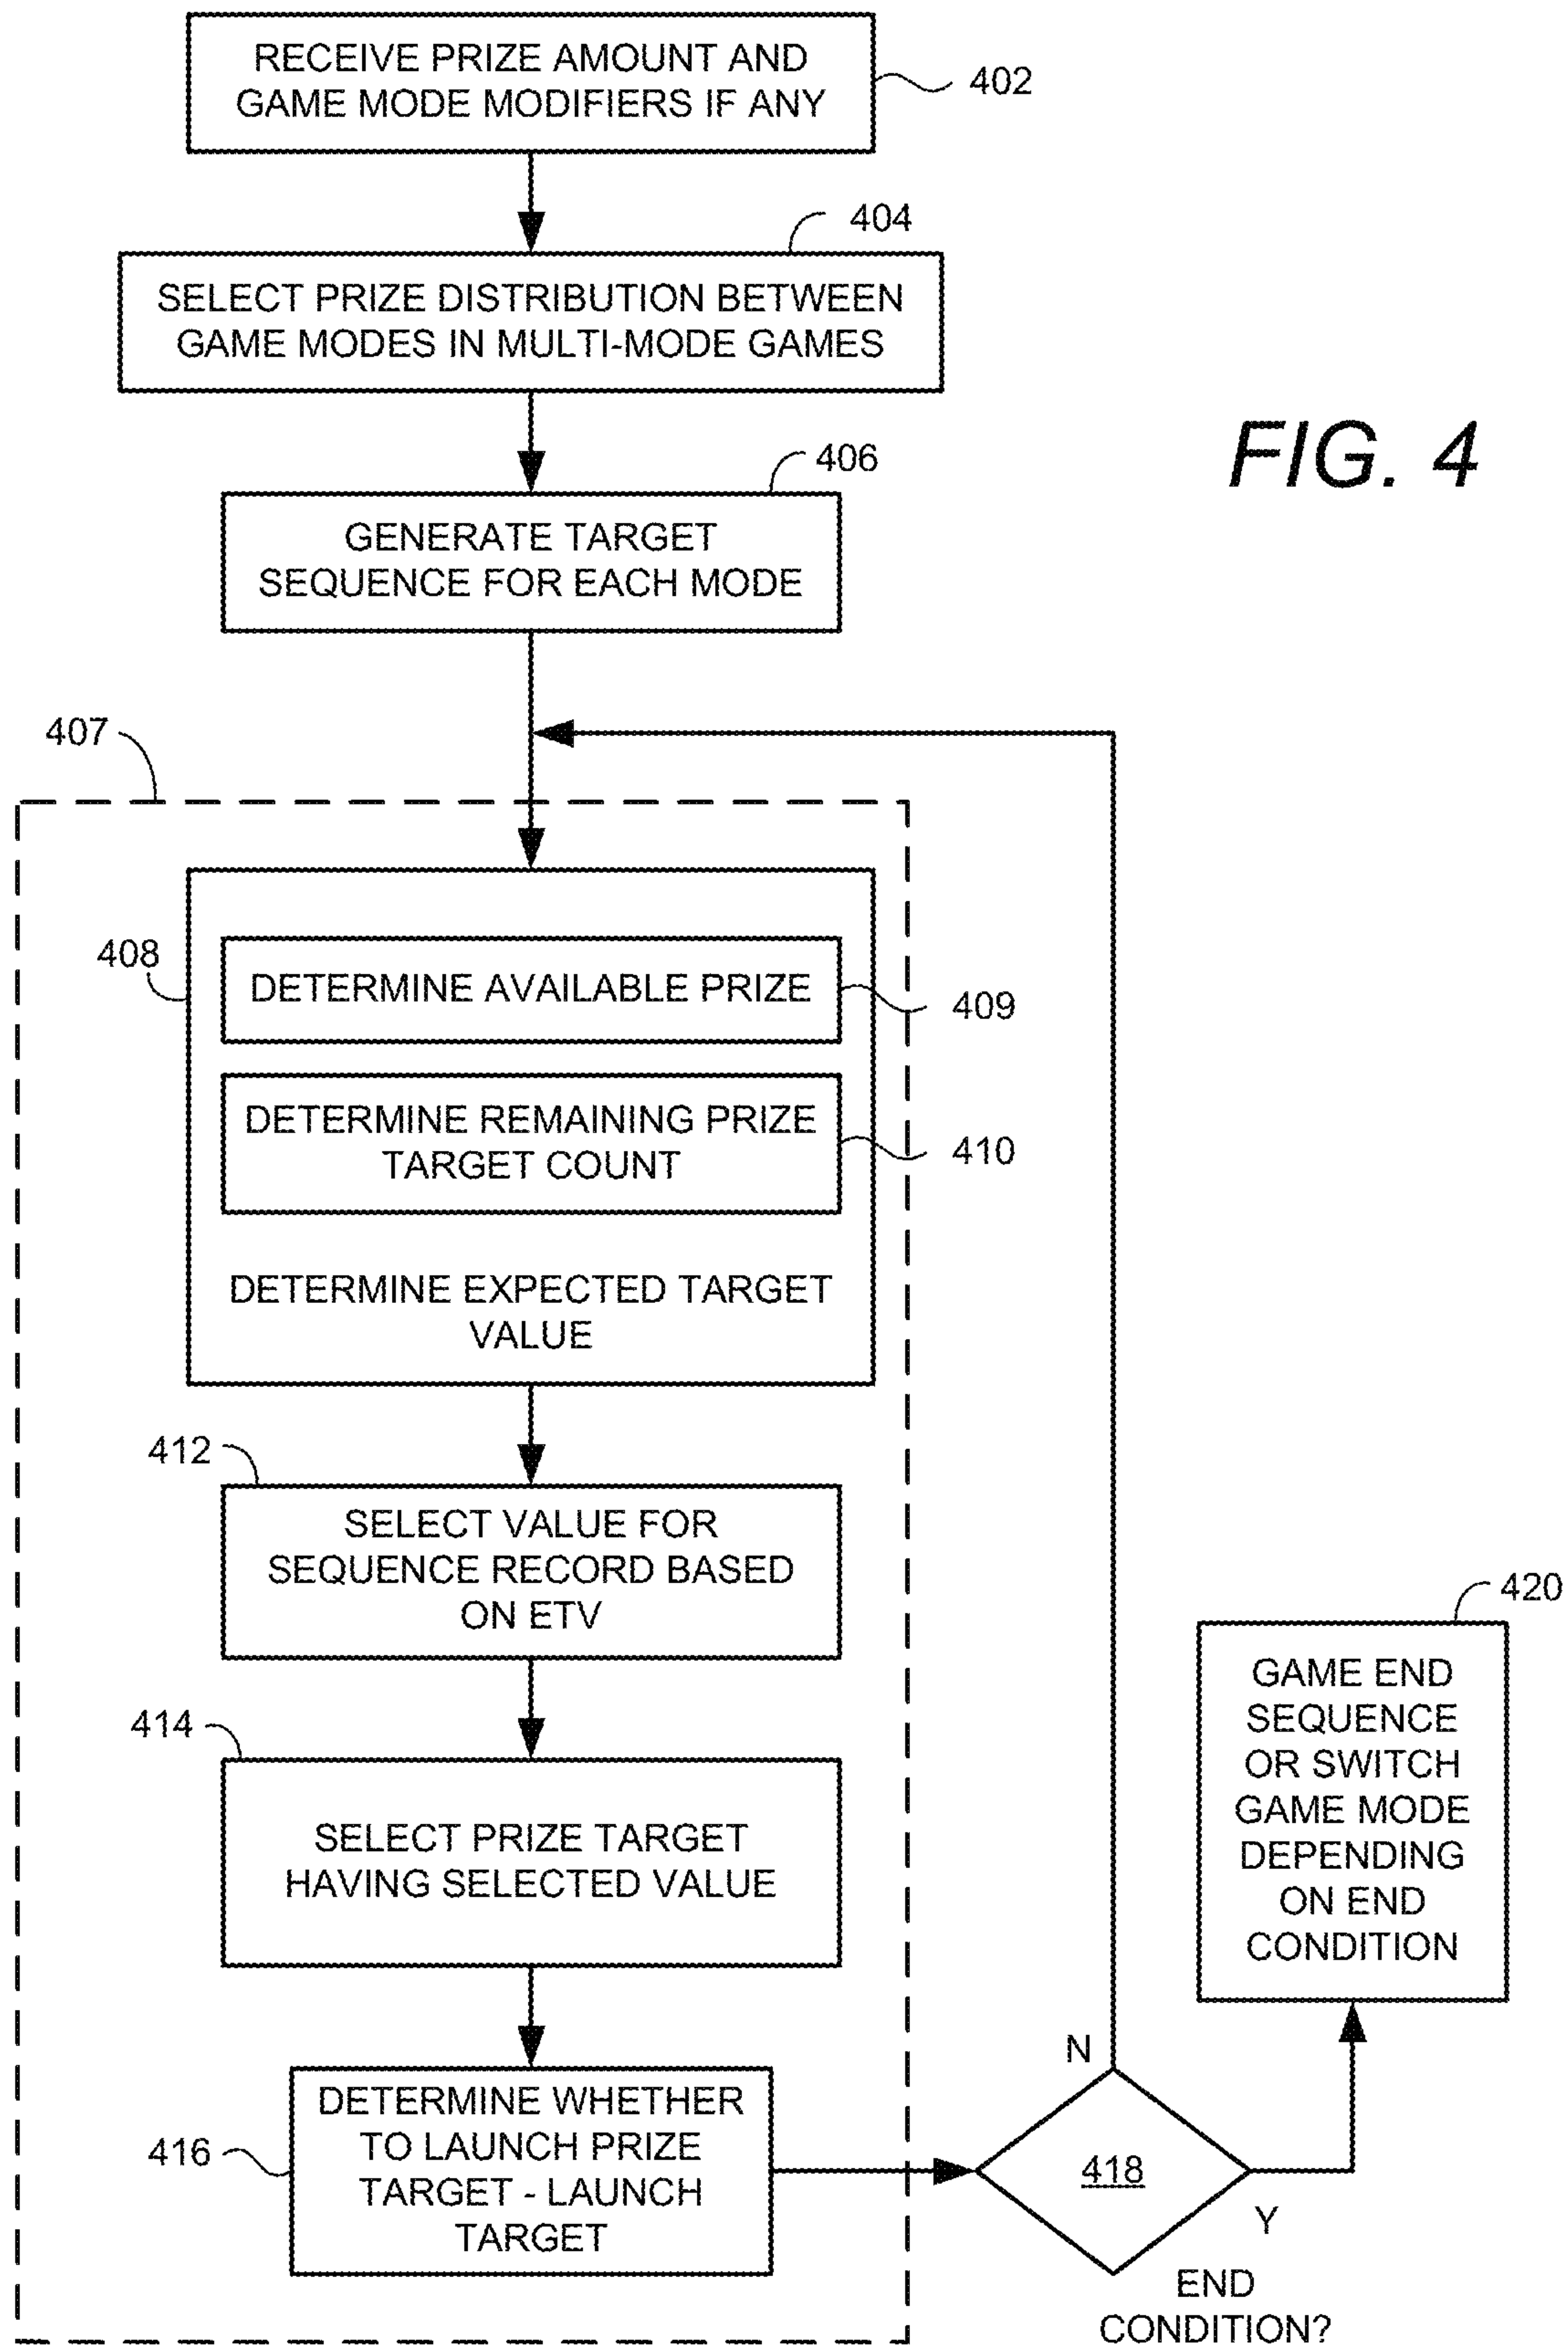 RECEIVE PRIZE AMOUNT AND
GAME MODE MODIFIERS IF ANY
402
404
SELECT PRIZE DISTRIBUTION BETWEEN
GAME MODES IN MULTI-MODE GAMES
FIG. 4
406
GENERATE TARGET
SEQUENCE FOR EACH MODE
407
408
DETERMINE AVAILABLE PRIZE
409
DETERMINE REMAINING PRIZE
TARGET COUNT
410
DETERMINE EXPECTED TARGET
VALUE
412
SELECT VALUE FOR
SEQUENCE RECORD BASED
ON ETV
414
SELECT PRIZE TARGET
HAVING SELECTED VALUE
416
DETERMINE WHETHER
TO LAUNCH PRIZE
TARGET - LAUNCH
TARGET
N
418
Y
END
CONDITION?
420
GAME END
SEQUENCE
OR SWITCH
GAME MODE
DEPENDING
ON END
CONDITION